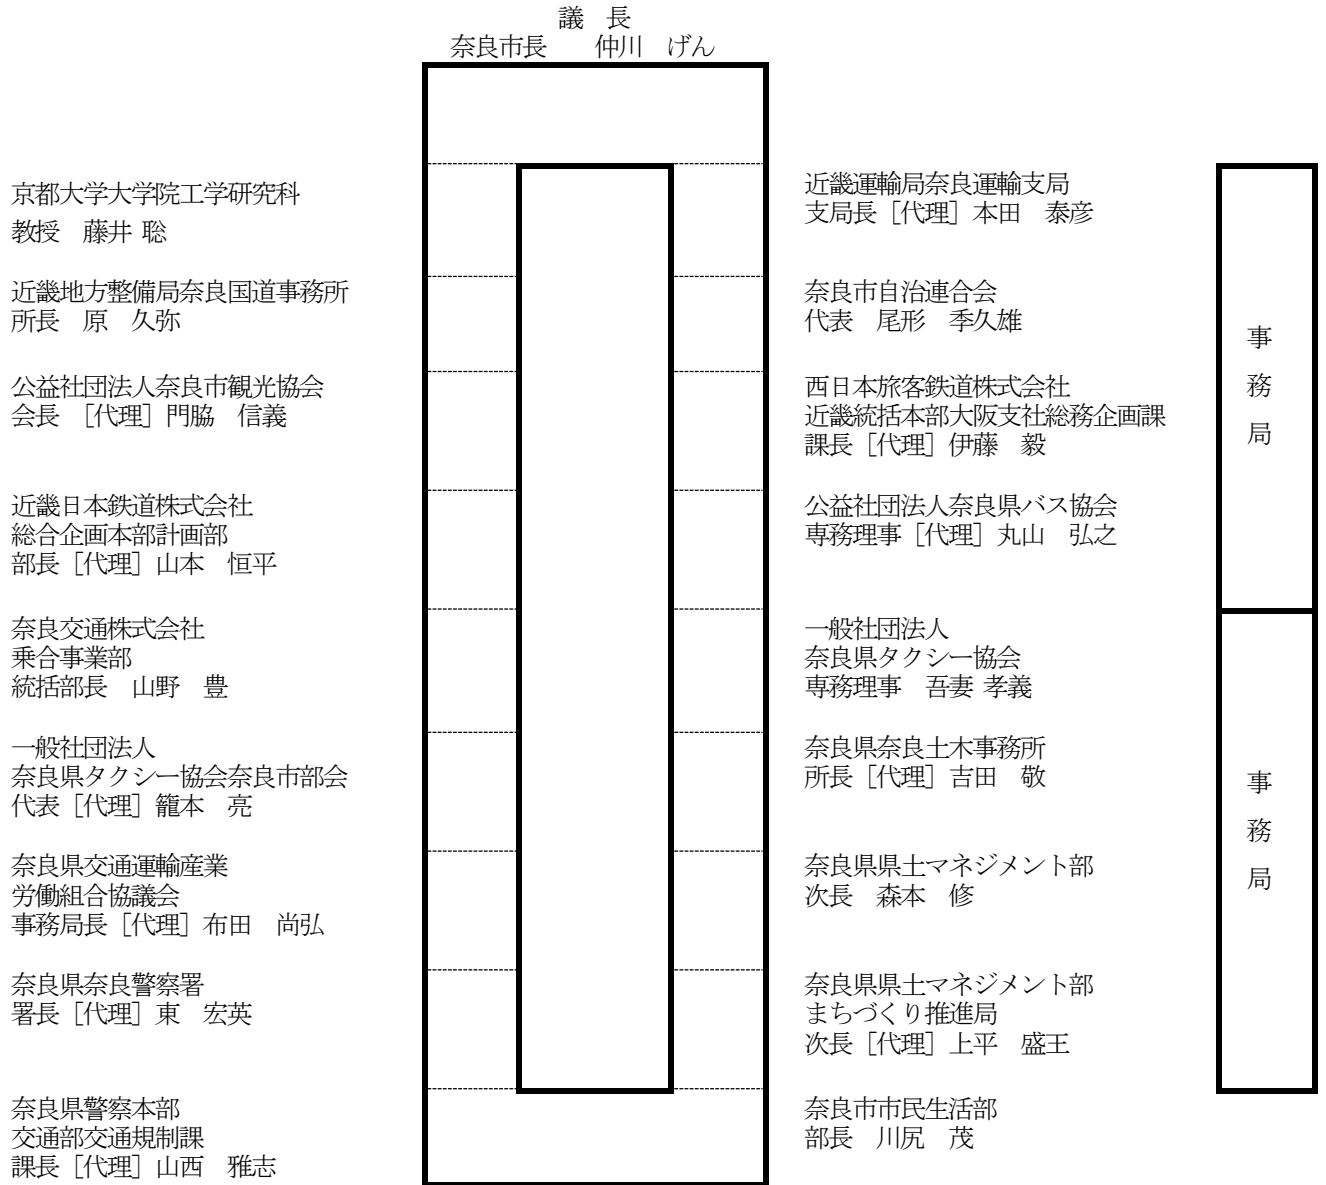 議　長
奈良市長　　仲川　げん
京都大学大学院工学研究科
教授　藤井 聡
近畿地方整備局奈良国道事務所
所長　原　久弥
公益社団法人奈良市観光協会
会長　［代理］門脇　信義
近畿日本鉄道株式会社
総合企画本部計画部
部長［代理］山本　恒平
奈良交通株式会社
乗合事業部
統括部長　山野　豊
一般社団法人
奈良県タクシー協会奈良市部会
代表［代理］籠本　亮
奈良県交通運輸産業
労働組合協議会
事務局長［代理］布田　尚弘
奈良県奈良警察署
署長［代理］東　宏英
奈良県警察本部
交通部交通規制課
課長［代理］山西　雅志
近畿運輸局奈良運輸支局
支局長［代理］本田　泰彦
奈良市自治連合会
代表　尾形　季久雄
西日本旅客鉄道株式会社
近畿統括本部大阪支社総務企画課
課長［代理］伊藤　毅
公益社団法人奈良県バス協会
専務理事［代理］丸山　弘之
一般社団法人
奈良県タクシー協会
専務理事　吾妻 孝義
奈良県奈良土木事務所
所長［代理］吉田　敬
奈良県県土マネジメント部
次長　森本　修
奈良県県土マネジメント部
まちづくり推進局
次長［代理］上平　盛王
奈良市市民生活部
部長　川尻　茂
事務局
事務局